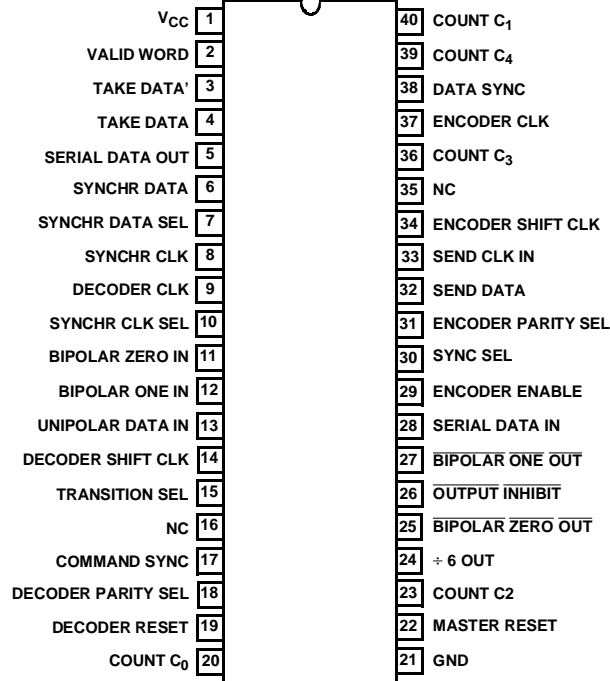 V_CC 1
VALID WORD 2
TAKE DATA’ 3
TAKE DATA 4
SERIAL DATA OUT 5
SYNCHR DATA 6
SYNCHR DATA SEL 7
SYNCHR CLK 8
DECODER CLK 9
SYNCHR CLK SEL 10
BIPOLAR ZERO IN 11
BIPOLAR ONE IN 12
UNIPOLAR DATA IN 13
DECODER SHIFT CLK 14
TRANSITION SEL 15
NC 16
COMMAND SYNC 17
DECODER PARITY SEL 18
DECODER RESET 19
COUNT C₀ 20
40 COUNT C₁
39 COUNT C₄
38 DATA SYNC
37 ENCODER CLK
36 COUNT C₃
35 NC
34 ENCODER SHIFT CLK
33 SEND CLK IN
32 SEND DATA
31 ENCODER PARITY SEL
30 SYNC SEL
29 ENCODER ENABLE
28 SERIAL DATA IN
27 BIPOLAR ONE OUT
26 OUTPUT INHIBIT
25 BIPOLAR ZERO OUT
24 ÷ 6 OUT
23 COUNT C2
22 MASTER RESET
21 GND